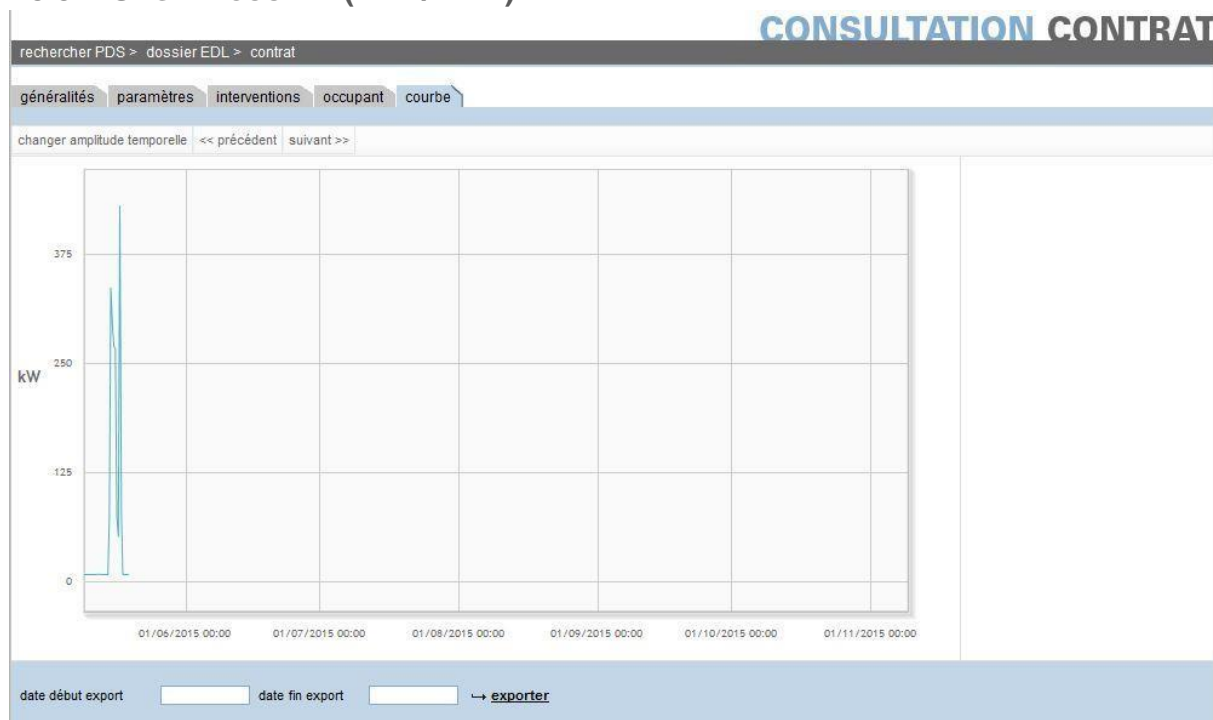 CONSULTATION CONTRAT
rechercher PDS > dossier EDL > contrat
généralités paramètres interventions occupant courbe
changer amplitude temporelle << précédent suivant >>
375
250
kW
125
0
01/06/2015 00:00 01/07/2015 00:00 01/08/2015 00:00 01/09/2015 00:00 01/10/2015 00:00 01/11/2015 00:00
date début export date fin export ↪ exporter